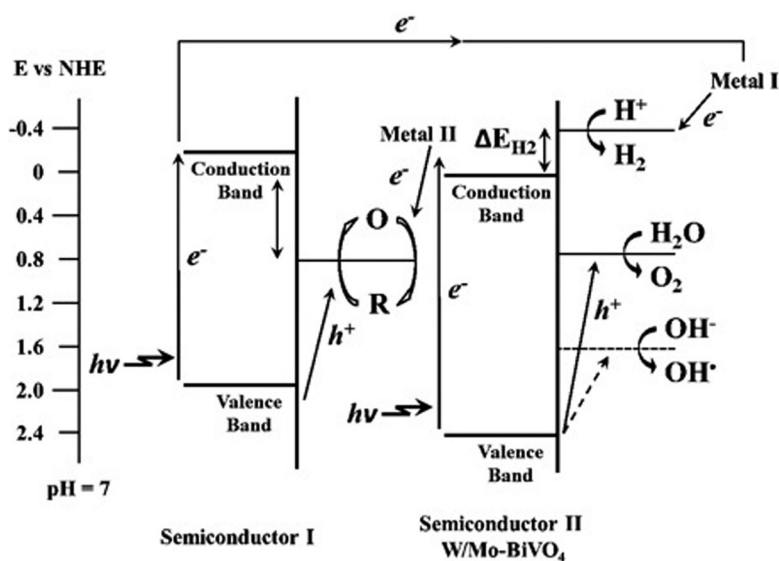 e⁻
E vs NHE
Metal I
-0.4
0
0.4
0.8
1.2
1.6
2.0
2.4
pH = 7
Conduction
Band
e⁻
hν
Valence
Band
Semiconductor I
Metal II
e⁻
O
R
h⁺
ΔE_H2
Conduction
Band
e⁻
hν
Valence
Band
Semiconductor II
W/Mo-BiVO₄
H⁺
H₂
e⁻
H₂O
O₂
h⁺
OH⁻
OH•